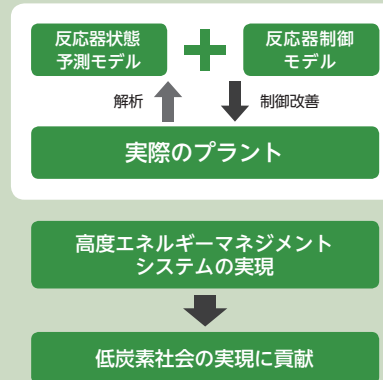 反応器状態
予測モデル
反応器制御
モデル
解析
制御改善
実際のプラント
高度エネルギーマネジメント
システムの実現
低炭素社会の実現に貢献